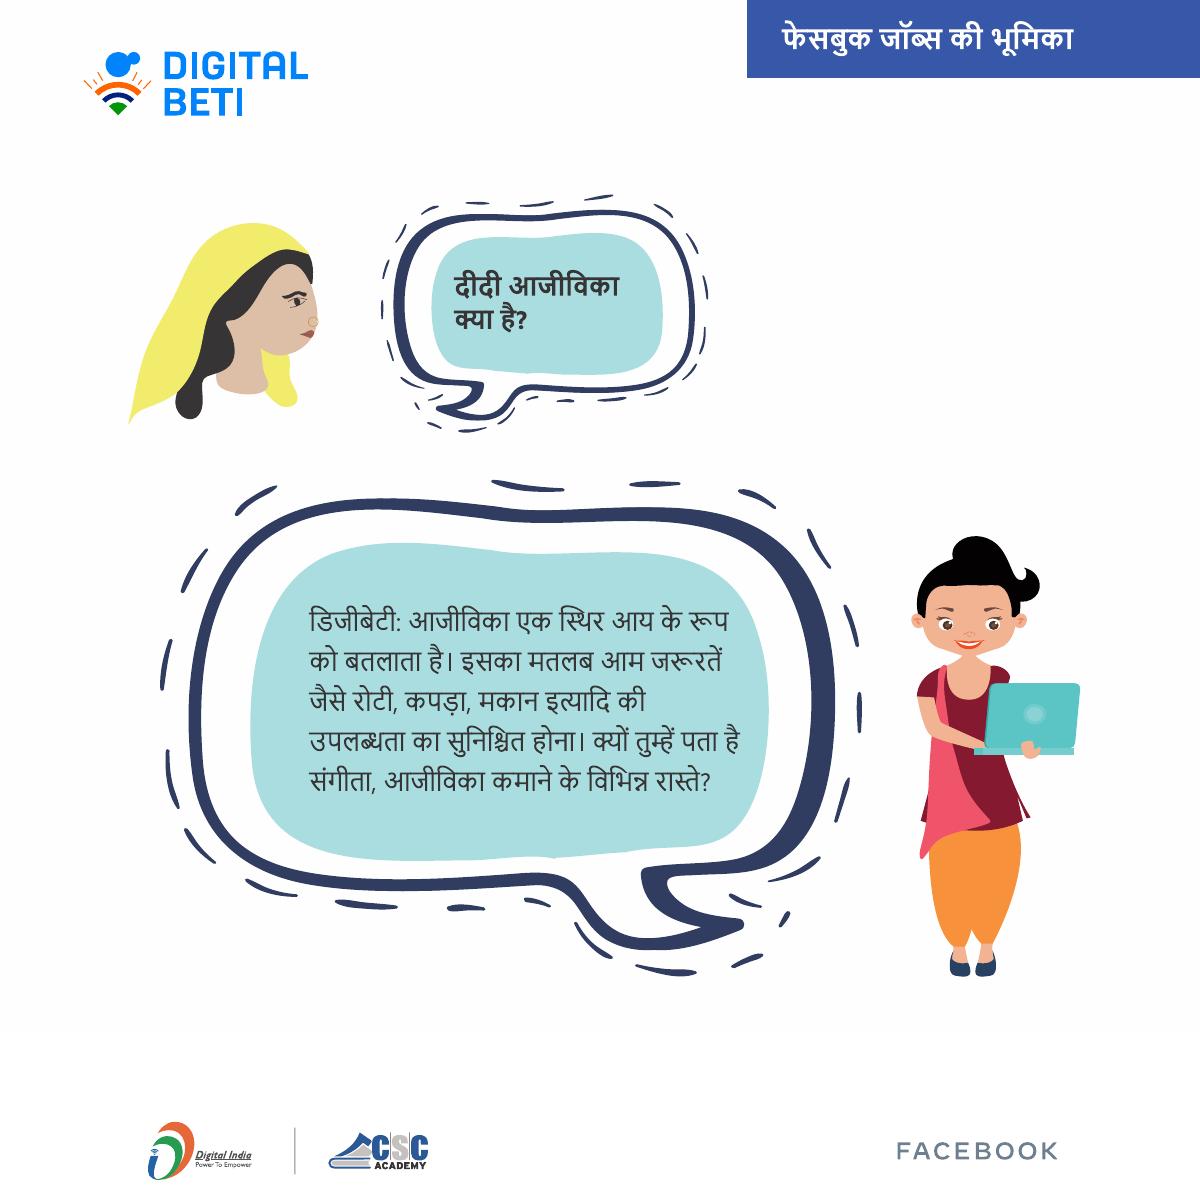 फेसबुक जॉब्स की भूमिका
DIGITAL
BETI
दीदी आजीविका
क्या है?
डिजीबेटी: आजीविका एक स्थिर आय के रूप
को बतलाता है। इसका मतलब आम जरूरतें
जैसे रोटी, कपड़ा, मकान इत्यादि की
उपलब्धता का सुनिश्चित होना। क्यों तुम्हें पता है
संगीता, आजीविका कमाने के विभिन्न रास्ते?
Digital India
Power To Empower
CSC
ACADEMY
FACEBOOK